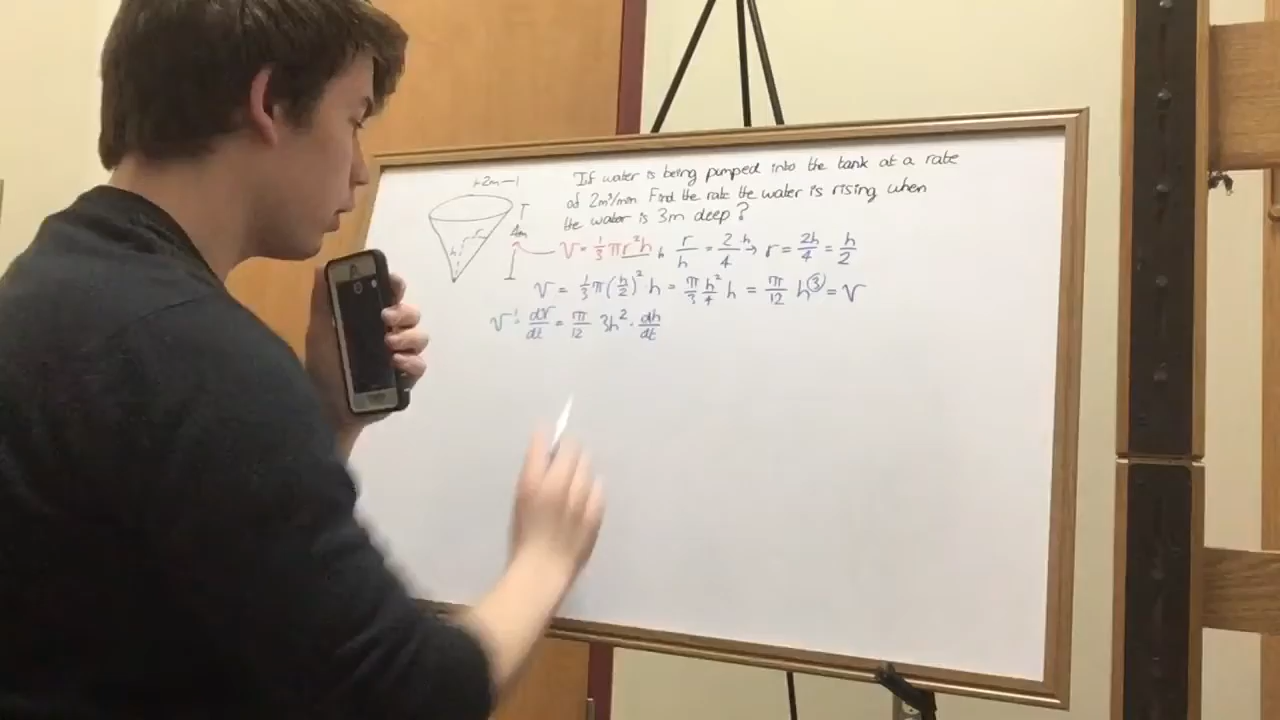 ⊢2m⊣ If water is being pumped into the tank at a rate
of 2m³/min Find the rate the water is rising when
the water is 3m deep?
4m
r
h
V = 1/3 πr²h, r/h = 2/4 ·h → r = 2h/4 = h/2
V = 1/3 π(h/2)² h = π/3 h²/4 h = π/12 h³ = V
V' = dV/dt = π/12 3h² · dh/dt